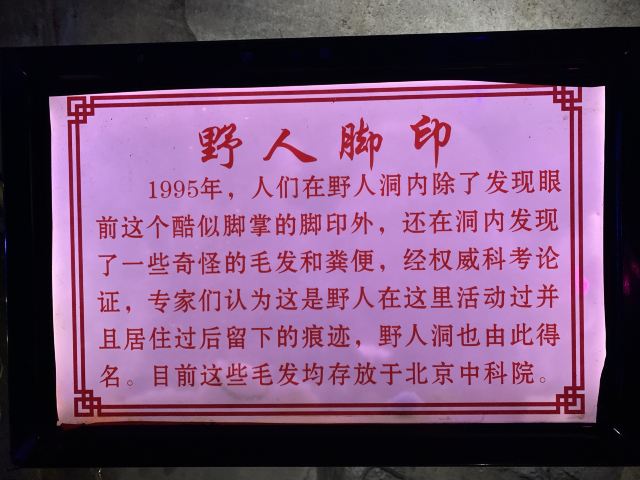 野人脚印
1995年，人们在野人洞内除了发现眼
前这个酷似脚掌的脚印外，还在洞内发现
了一些奇怪的毛发和粪便，经权威科考论
证，专家们认为这是野人在这里活动过并
且居住过后留下的痕迹，野人洞也由此得
名。目前这些毛发均存放于北京中科院。